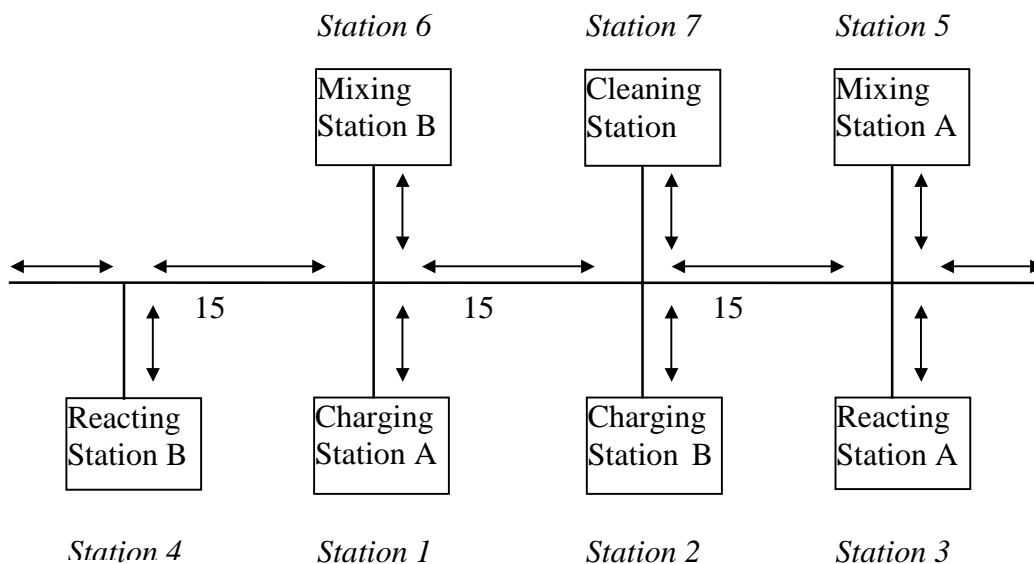 Station 6
Station 7
Station 5
Mixing
Station B
Cleaning
Station
Mixing
Station A
15
15
15
Reacting
Station B
Charging
Station A
Charging
Station B
Reacting
Station A
Station 4
Station 1
Station 2
Station 3